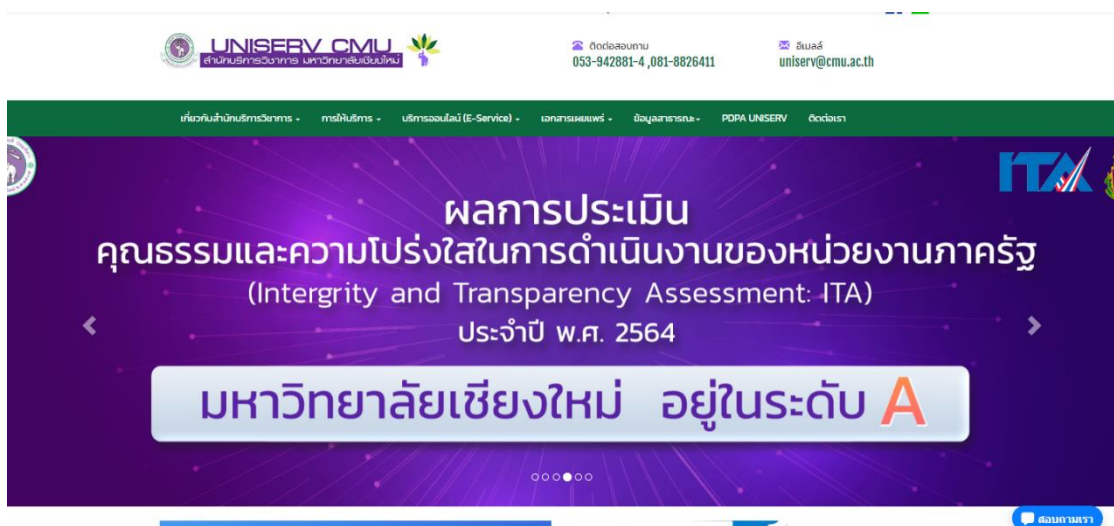 UNISERV CMU
สำนักบริการวิชาการ มหาวิทยาลัยเชียงใหม่
ติดต่อสอบถาม
053-942881-4 ,081-8826411
อีเมลล์
uniserv@cmu.ac.th
เกี่ยวกับสำนักบริการวิชาการ การให้บริการ บริการออนไลน์ (E-Service) เอกสารเผยแพร่ ข้อมูลสาธารณะ PDPA UNISERV ติดต่อเรา
ITA
ผลการประเมิน
คุณธรรมและความโปร่งใสในการดำเนินงานของหน่วยงานภาครัฐ
(Intergrity and Transparency Assessment: ITA)
ประจำปี พ.ศ. 2564
มหาวิทยาลัยเชียงใหม่ อยู่ในระดับ A
สอบถามเรา